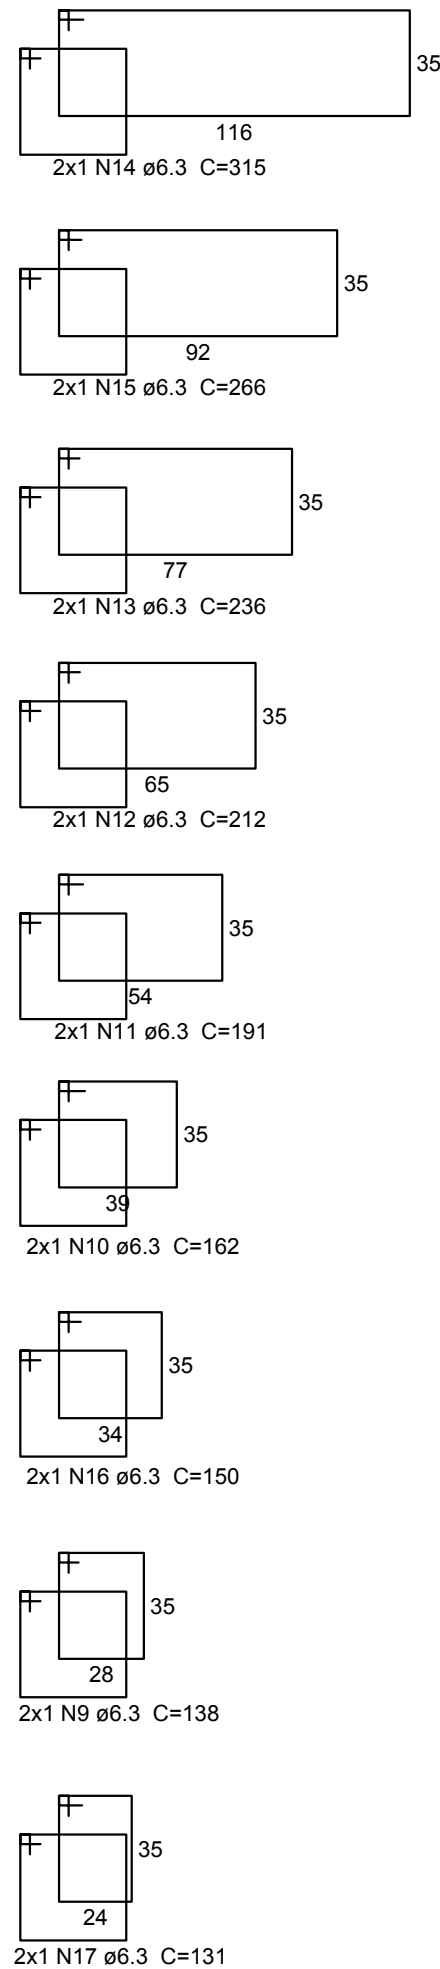 35
116
2x1 N14 ø6.3 C=315
35
92
2x1 N15 ø6.3 C=266
35
77
2x1 N13 ø6.3 C=236
35
65
2x1 N12 ø6.3 C=212
35
54
2x1 N11 ø6.3 C=191
35
39
2x1 N10 ø6.3 C=162
35
34
2x1 N16 ø6.3 C=150
35
28
2x1 N9 ø6.3 C=138
35
24
2x1 N17 ø6.3 C=131